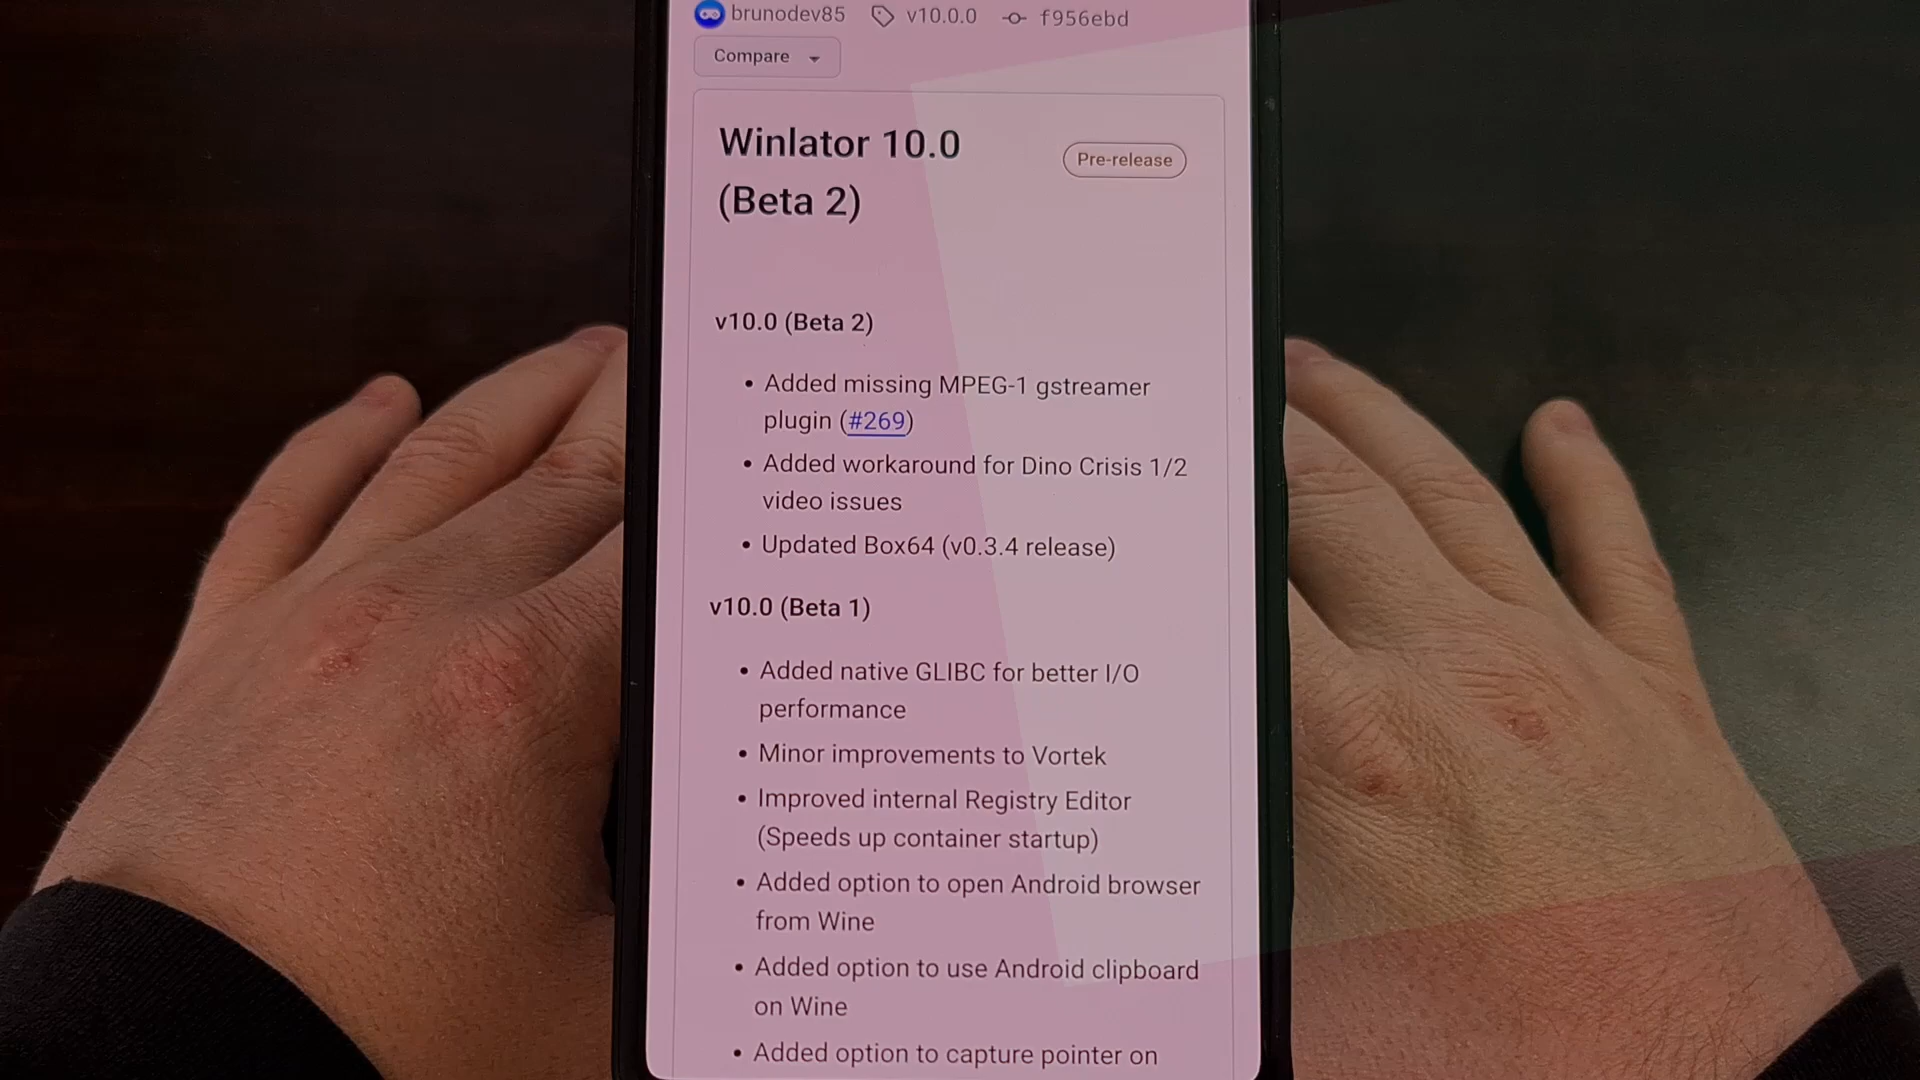 brunodev85 v10.0.0 f956ebd
Compare
Winlator 10.0
(Beta 2)
Pre-release
v10.0 (Beta 2)
• Added missing MPEG-1 gstreamer
plugin (#269)
• Added workaround for Dino Crisis 1/2
video issues
• Updated Box64 (v0.3.4 release)
v10.0 (Beta 1)
• Added native GLIBC for better I/O
performance
• Minor improvements to Vortek
• Improved internal Registry Editor
(Speeds up container startup)
• Added option to open Android browser
from Wine
• Added option to use Android clipboard
on Wine
• Added option to capture pointer on